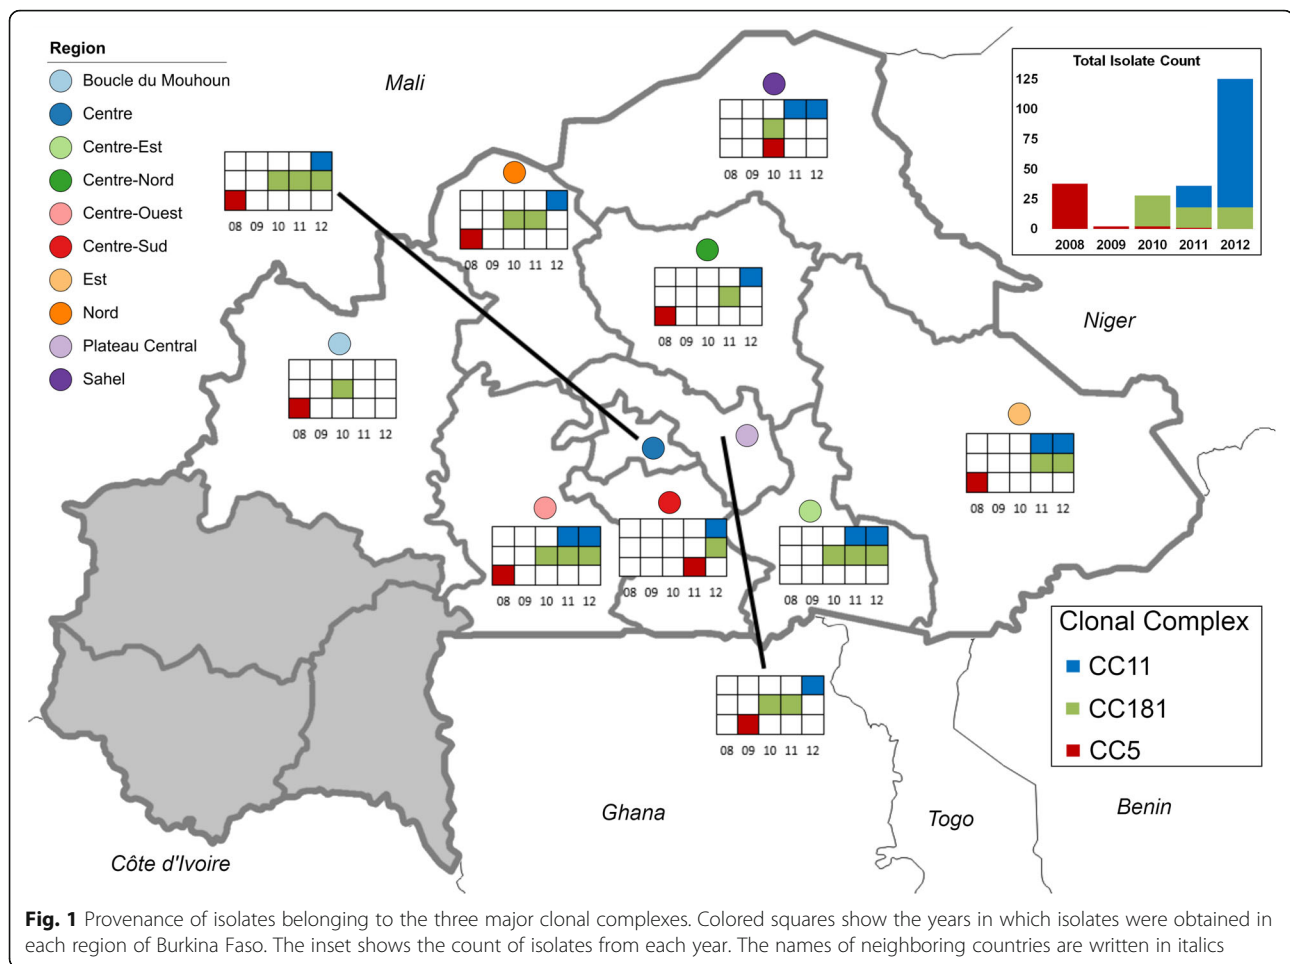 Region
Boucle du Mouhoun
Centre
Centre-Est
Centre-Nord
Centre-Ouest
Centre-Sud
Est
Nord
Plateau Central
Sahel
Mali
Total Isolate Count
125
100
75
50
25
0
2008 2009 2010 2011 2012
08 09 10 11 12
08 09 10 11 12
08 09 10 11 12
08 09 10 11 12
Niger
08 09 10 11 12
08 09 10 11 12
08 09 10 11 12
08 09 10 11 12
08 09 10 11 12
08 09 10 11 12
Clonal Complex
CC11
CC181
CC5
Ghana
Togo
Benin
Côte d'Ivoire
Fig. 1 Provenance of isolates belonging to the three major clonal complexes. Colored squares show the years in which isolates were obtained in
each region of Burkina Faso. The inset shows the count of isolates from each year. The names of neighboring countries are written in italics